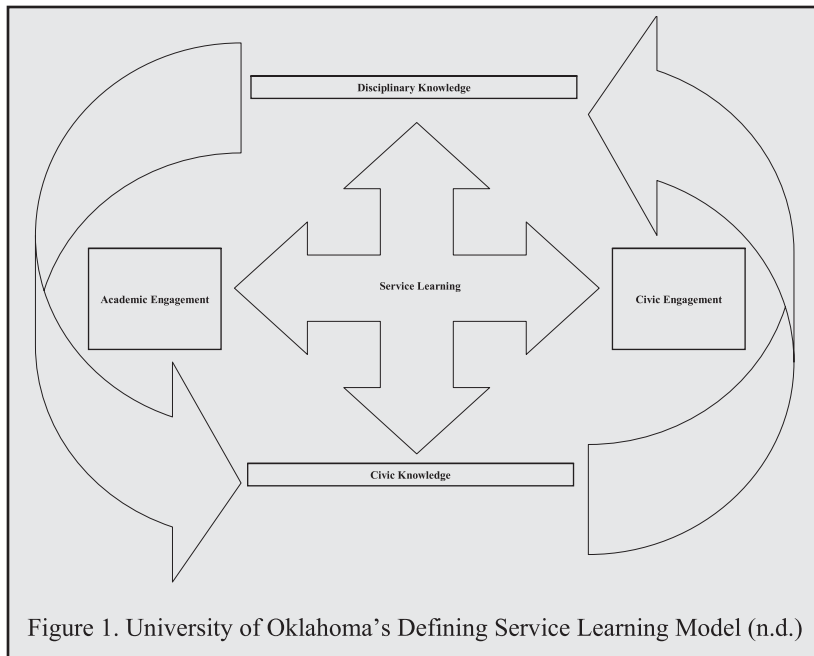 Disciplinary Knowledge
Academic Engagement
Service Learning
Civic Engagement
Civic Knowledge
Figure 1. University of Oklahoma’s Defining Service Learning Model (n.d.)